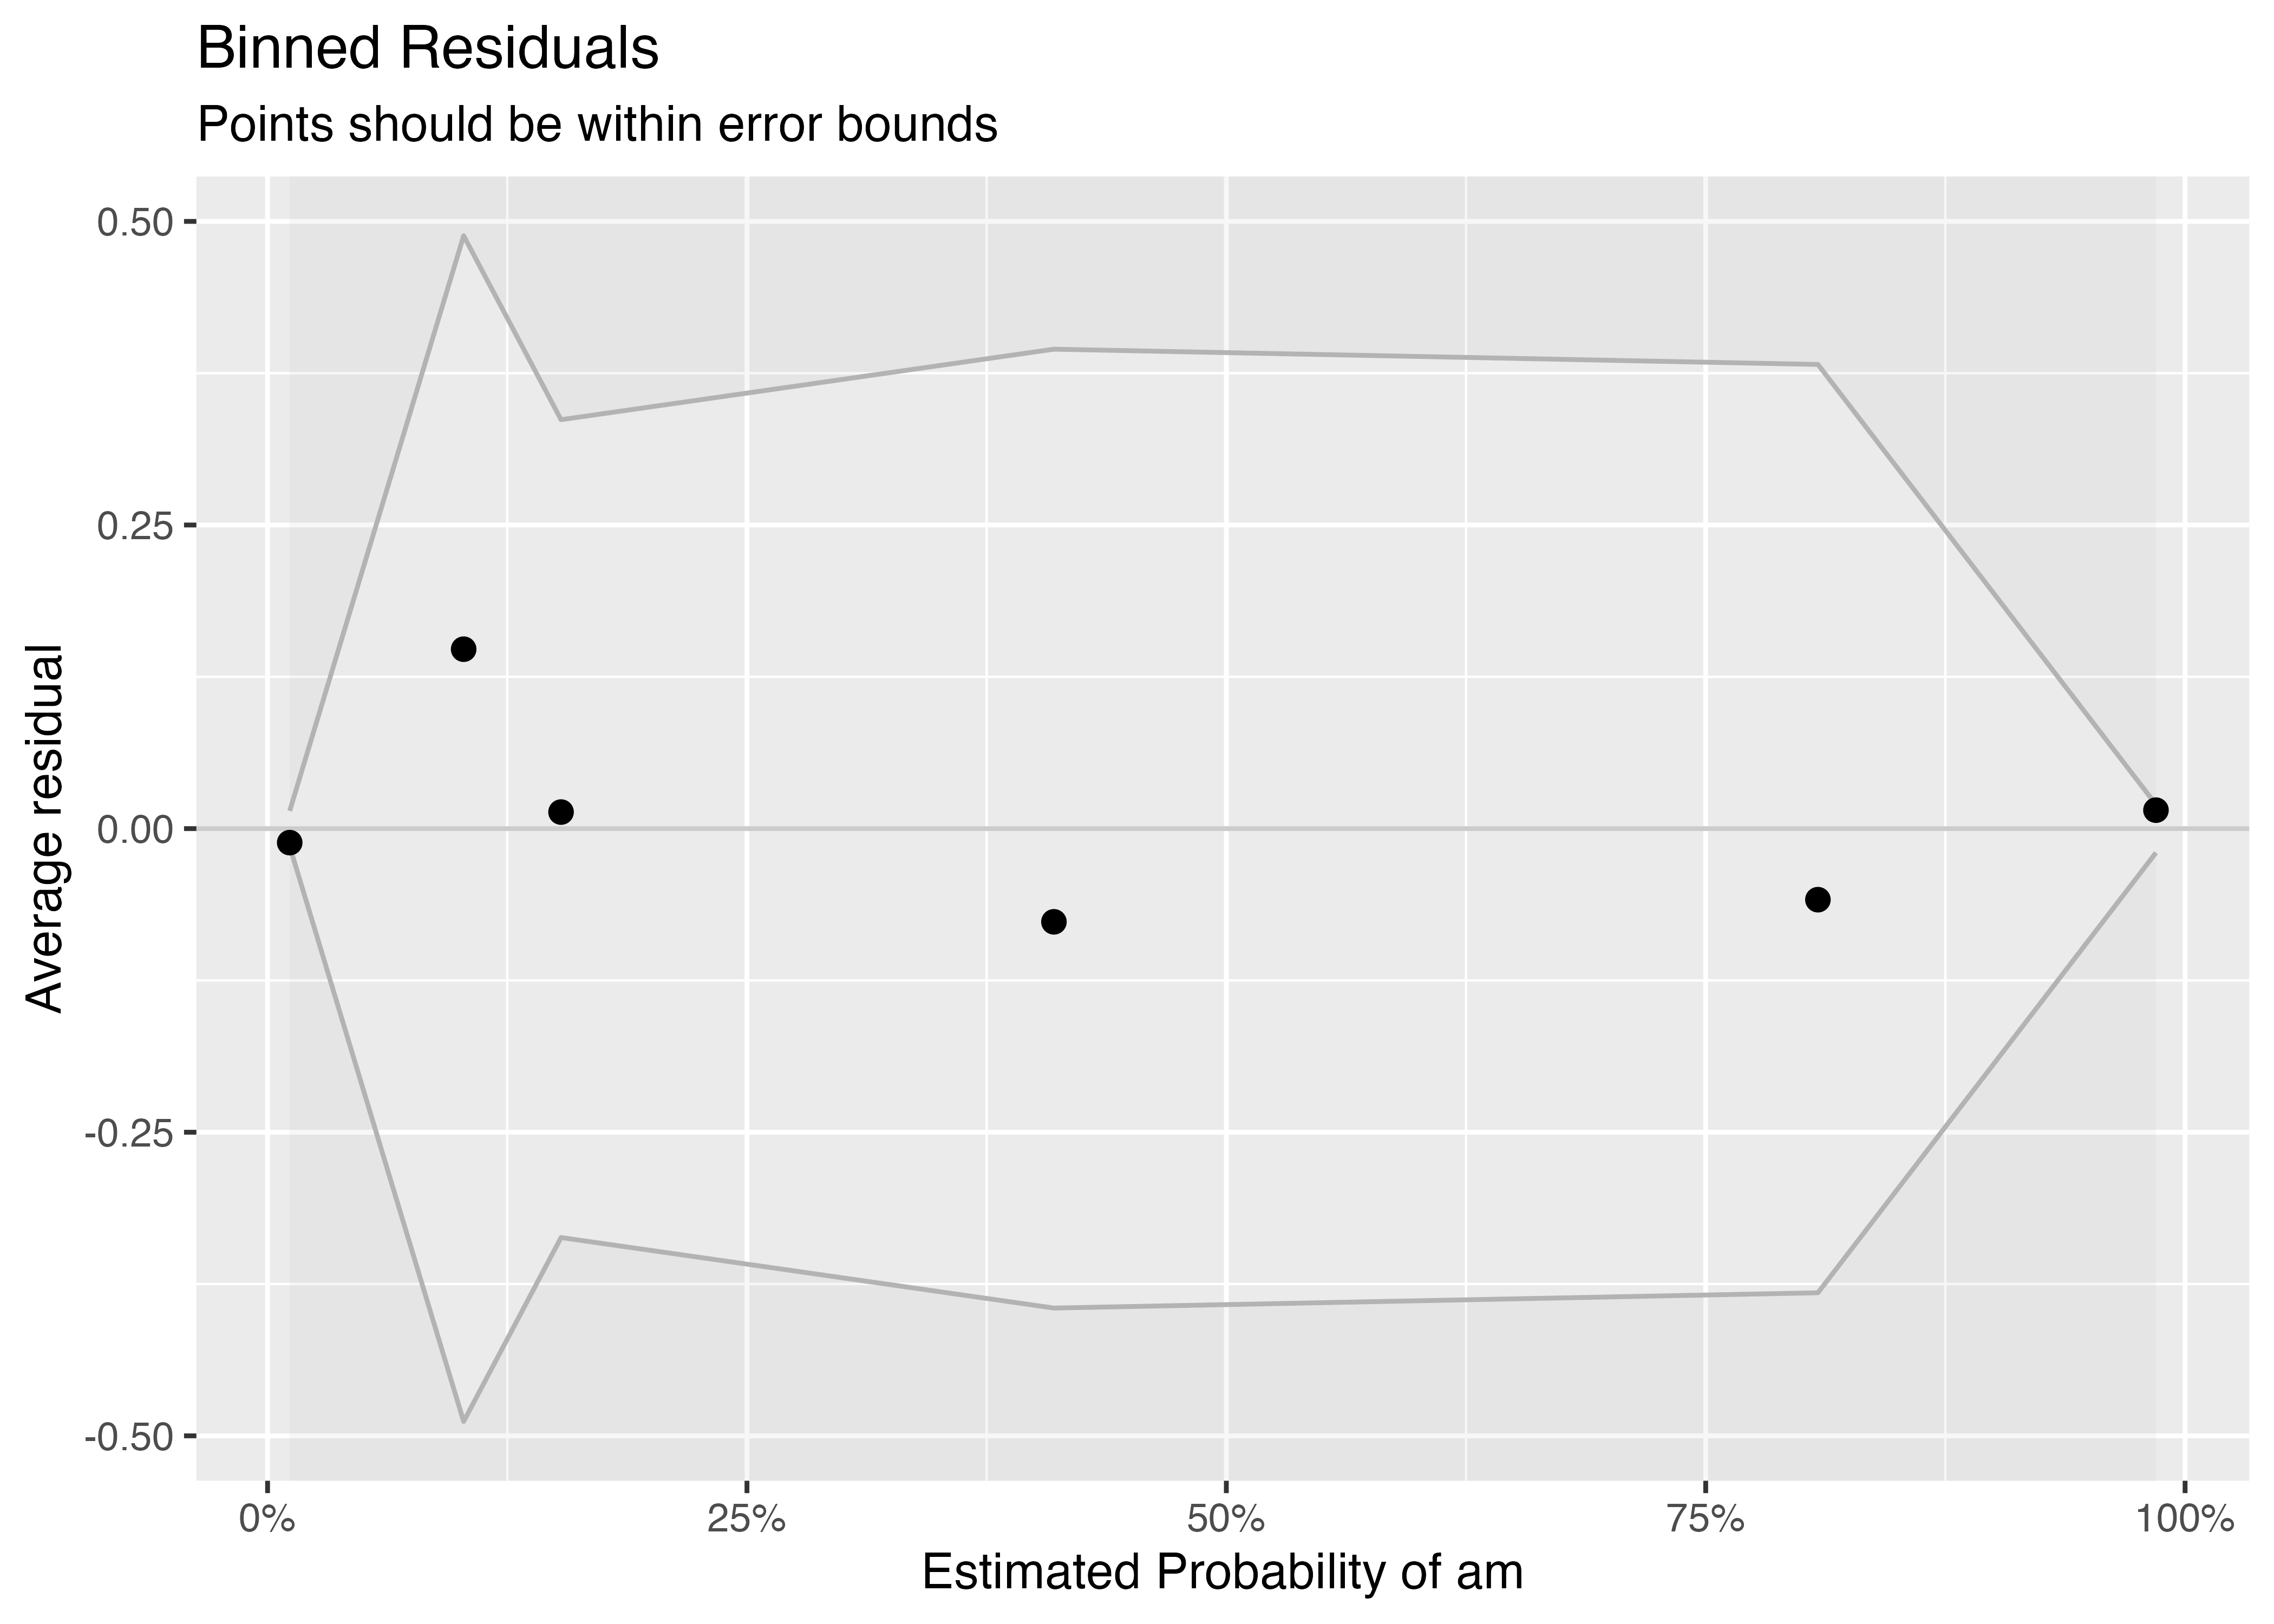 Binned Residuals
Points should be within error bounds
Average residual
0.50
0.25
0.00
-0.25
-0.50
0% 25% 50% 75% 100%
Estimated Probability of am